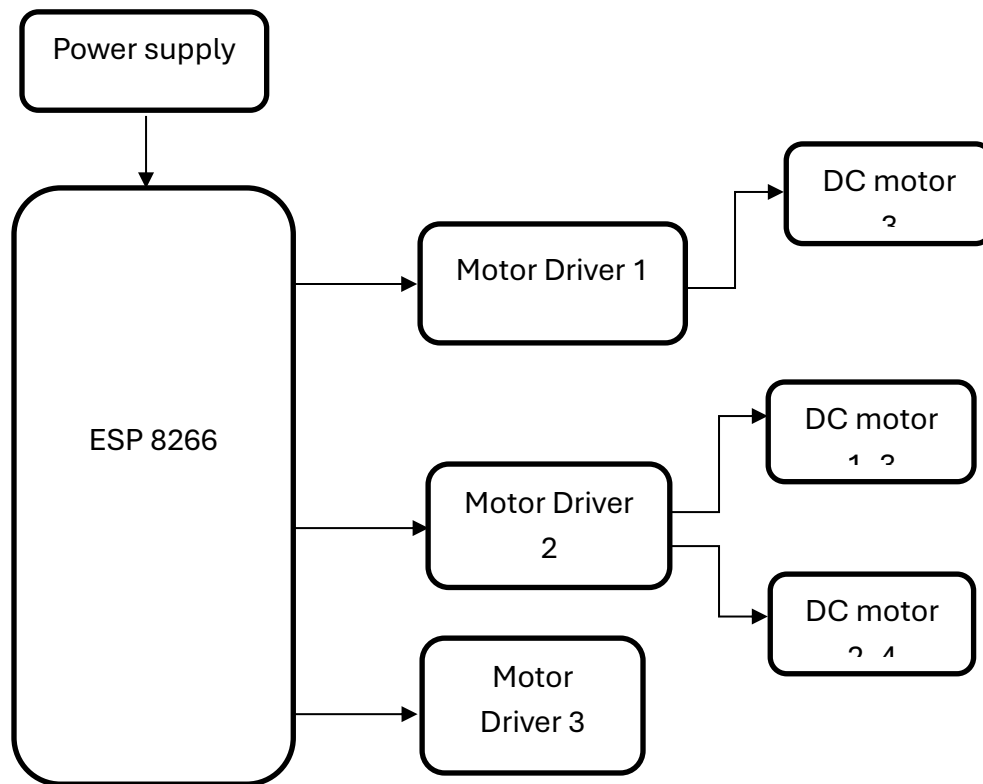 Power supply
DC motor
Motor Driver 1
DC motor
ESP 8266
Motor Driver
2
DC motor
Motor
Driver 3